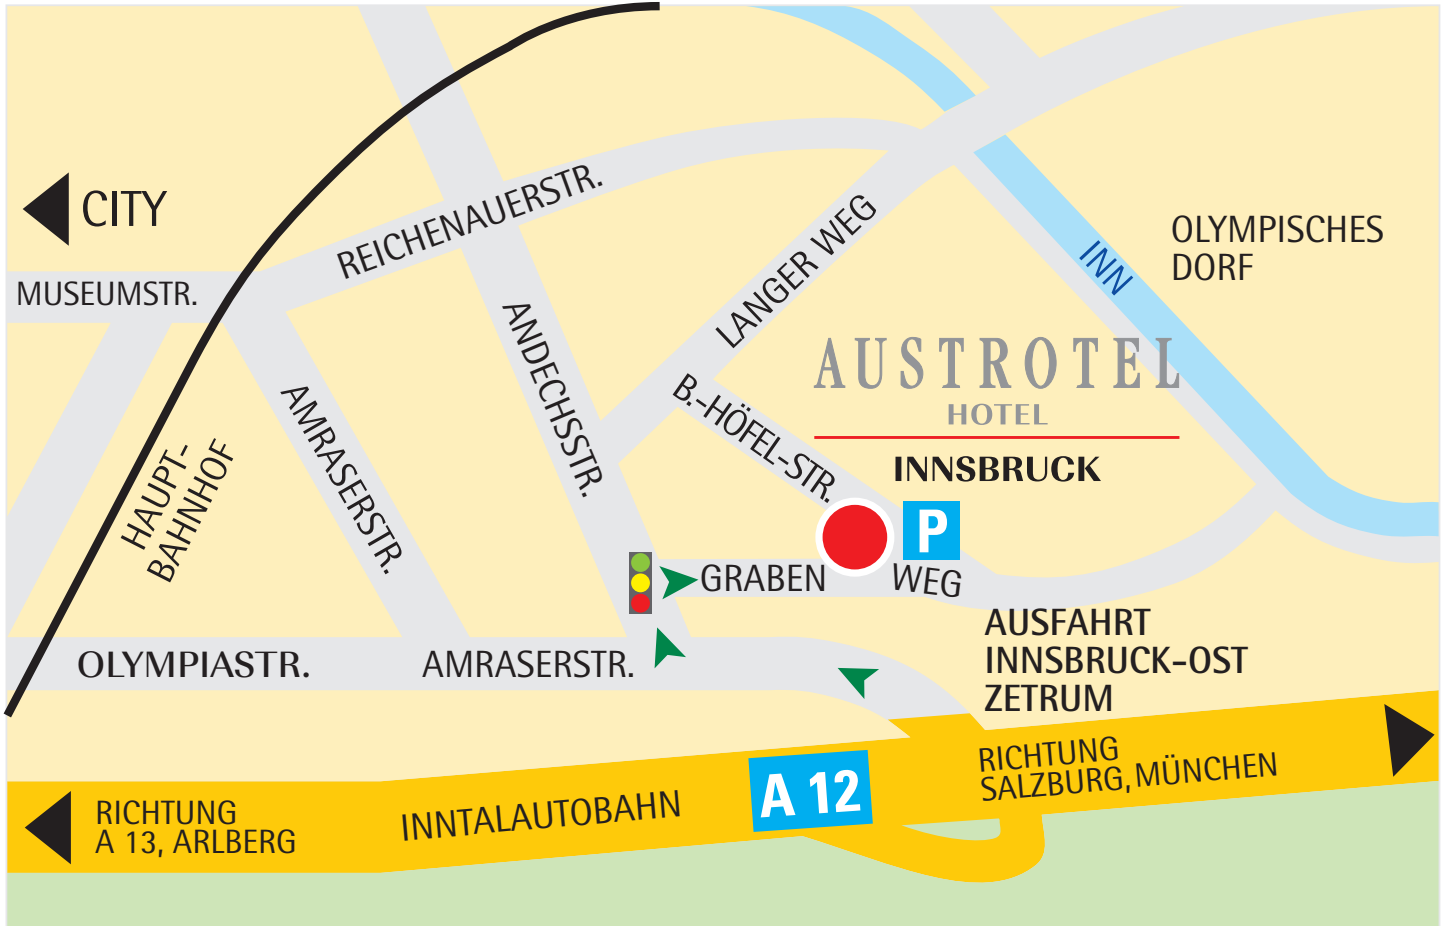 CITY
MUSEUMSTR.
REICHENAUERSTR.
LANGER WEG
INN
OLYMPISCHES
DORF
ANDECHSSTR.
AMRASERSTR.
HAUPT-
BAHNHOF
B.-HÖFEL-STR.
AUSTROTEL
HOTEL
INNSBRUCK
P
GRABEN WEG
OLYMPIASTR.
AMRASERSTR.
AUSFAHRT
INNSBRUCK-OST
ZETRUM
RICHTUNG
SALZBURG, MÜNCHEN
A 12
INNTALAUTOBAHN
RICHTUNG
A 13, ARLBERG